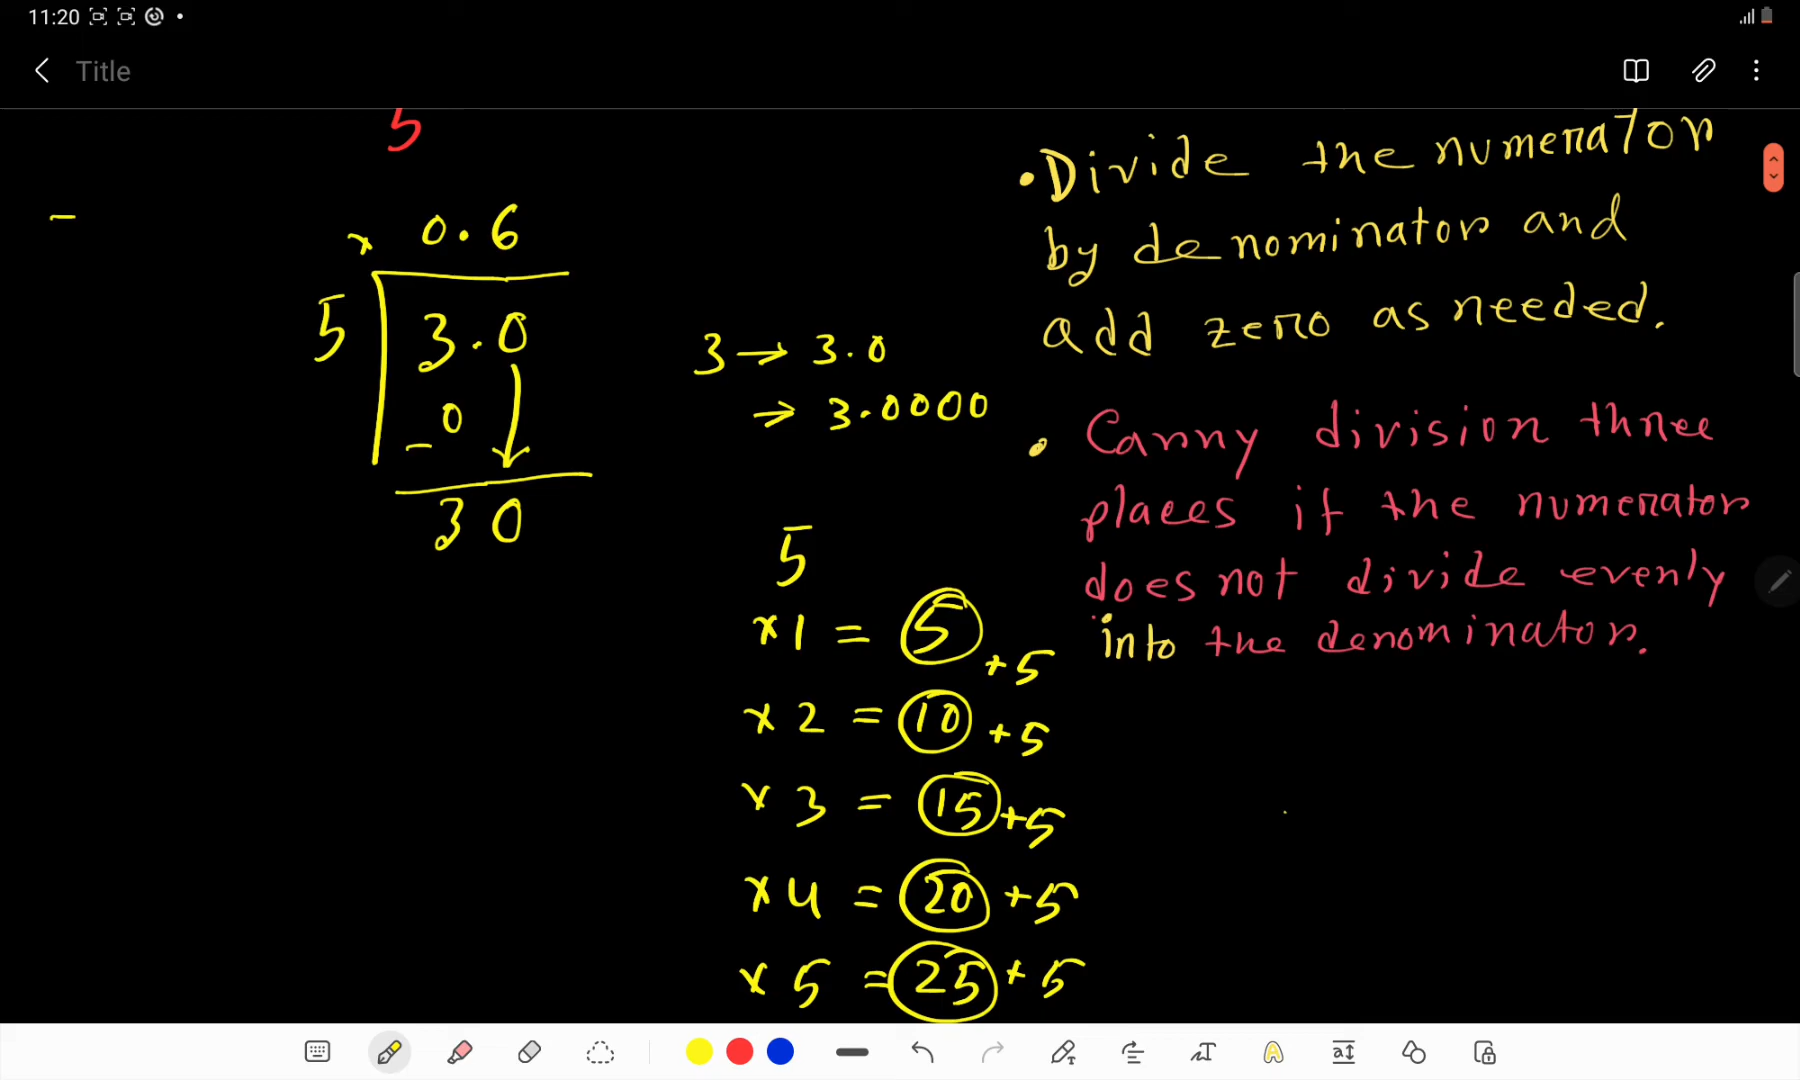 11:20
Title
5
-
x 0.6
5 3.0
-0
30
3 → 3.0
→ 3.0000
5
x1 = 5 +5
x2 = 10 +5
x3 = 15 +5
x4 = 20 +5
x5 = 25 +5
• Divide the numerator
by denominator and
add zero as needed.
• Carry division three
places if the numerator
does not divide evenly
into the denominator.